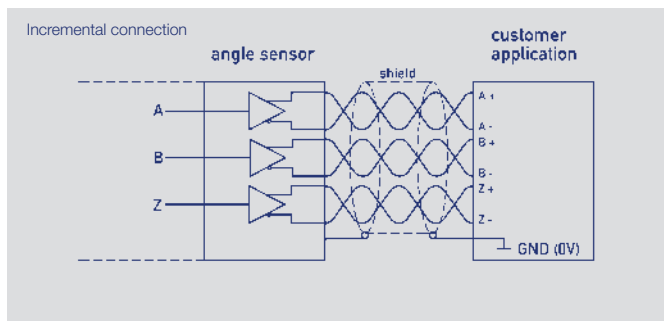 Incremental connection
angle sensor
customer
application
shield
A
A+
A-
B
B+
B-
Z
Z+
Z-
GND (0V)